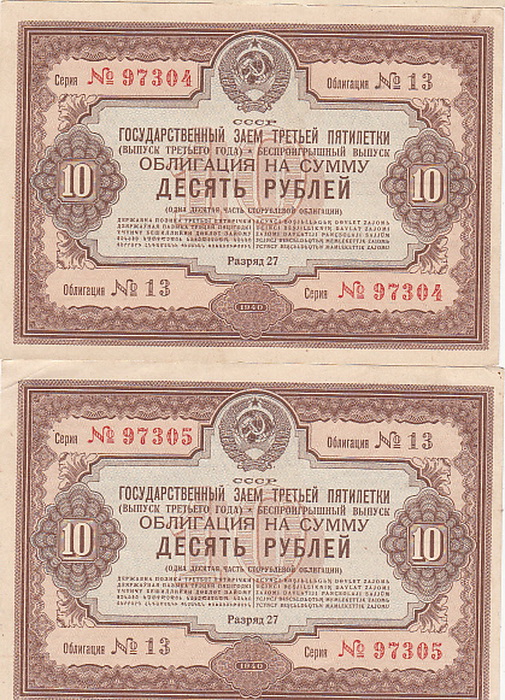 Серия № 97304
Облигация № 13
СССР
ГОСУДАРСТВЕННЫЙ ЗАЕМ ТРЕТЬЕЙ ПЯТИЛЕТКИ
(ВЫПУСК ТРЕТЬЕГО ГОДА) • БЕСПРОИГРЫШНЫЙ ВЫПУСК
ОБЛИГАЦИЯ НА СУММУ
10 ДЕСЯТЬ РУБЛЕЙ 10
(ОДНА ДЕСЯТАЯ ЧАСТЬ СТОРУБЛЕВОЙ ОБЛИГАЦИИ)
Разряд 27
Облигация № 13
Серия № 97304
1940
Серия № 97305
Облигация № 13
СССР
ГОСУДАРСТВЕННЫЙ ЗАЕМ ТРЕТЬЕЙ ПЯТИЛЕТКИ
(ВЫПУСК ТРЕТЬЕГО ГОДА) • БЕСПРОИГРЫШНЫЙ ВЫПУСК
ОБЛИГАЦИЯ НА СУММУ
10 ДЕСЯТЬ РУБЛЕЙ 10
(ОДНА ДЕСЯТАЯ ЧАСТЬ СТОРУБЛЕВОЙ ОБЛИГАЦИИ)
Разряд 27
Облигация № 13
Серия № 97305
1940